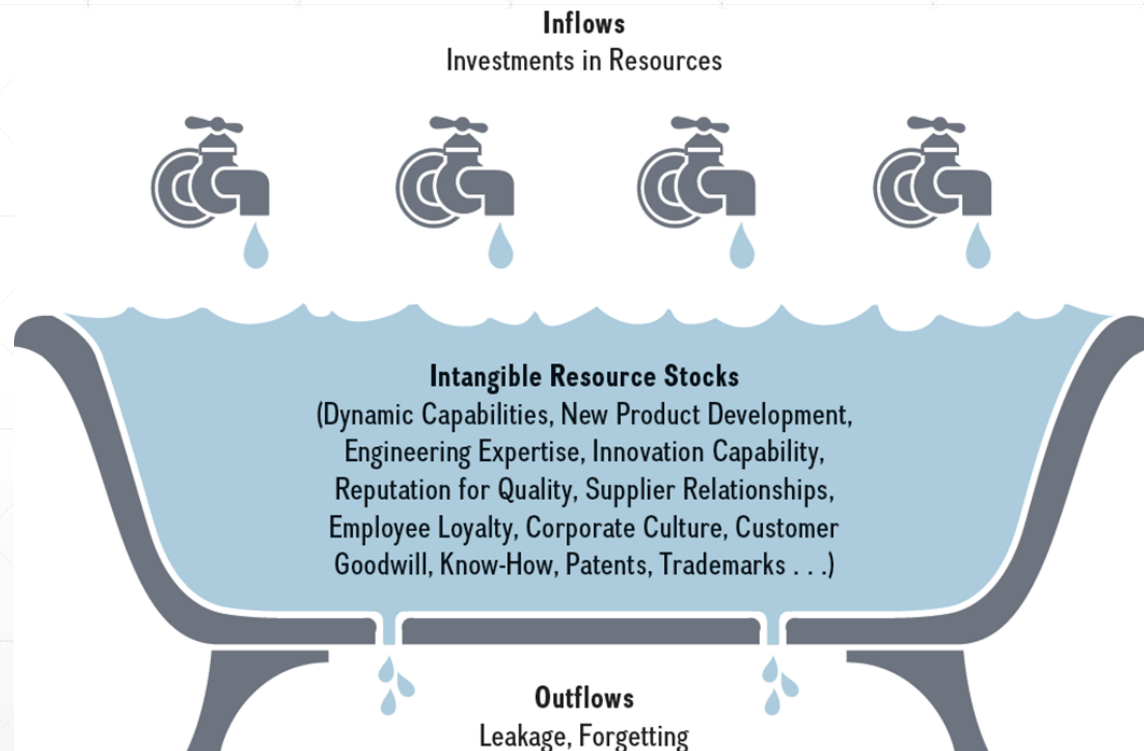 Inflows
Investments in Resources
Intangible Resource Stocks
(Dynamic Capabilities, New Product Development,
Engineering Expertise, Innovation Capability,
Reputation for Quality, Supplier Relationships,
Employee Loyalty, Corporate Culture, Customer
Goodwill, Know-How, Patents, Trademarks . . .)
Outflows
Leakage, Forgetting